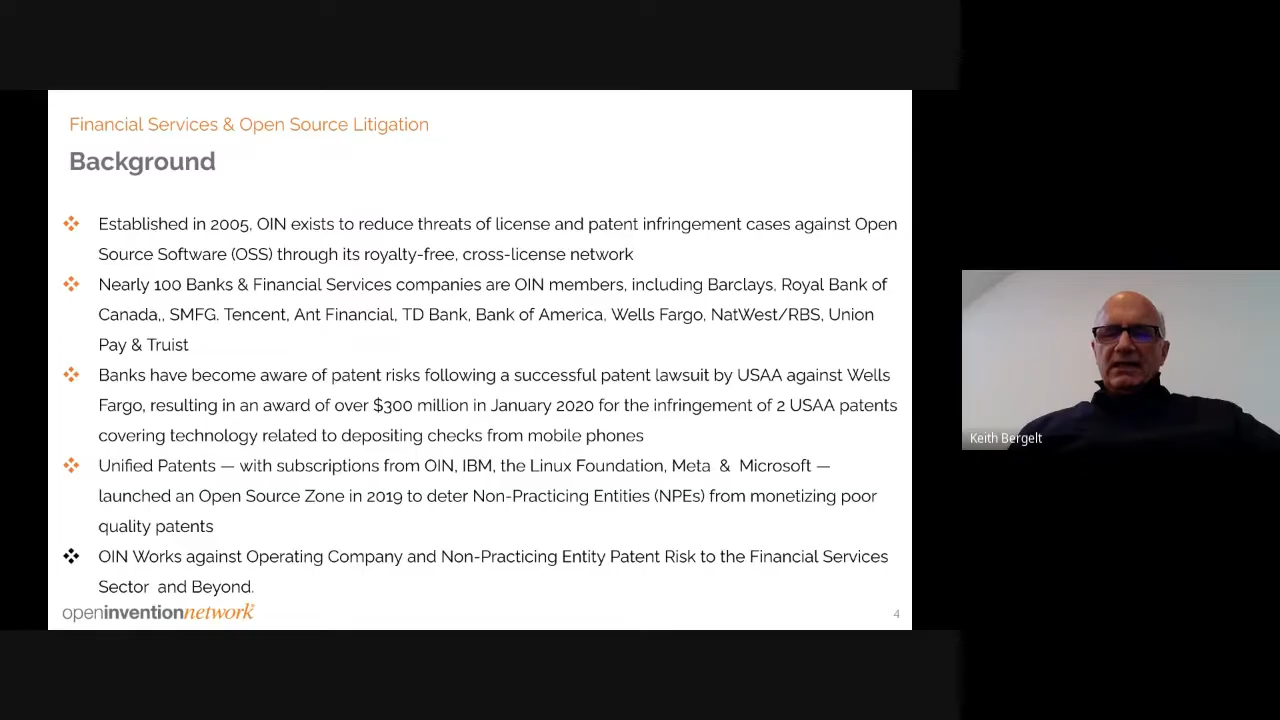 Financial Services & Open Source Litigation
Background
Established in 2005, OIN exists to reduce threats of license and patent infringement cases against Open
Source Software (OSS) through its royalty-free, cross-license network
Nearly 100 Banks & Financial Services companies are OIN members, including Barclays, Royal Bank of
Canada,, SMFG. Tencent, Ant Financial, TD Bank, Bank of America, Wells Fargo, NatWest/RBS, Union
Pay & Truist
Banks have become aware of patent risks following a successful patent lawsuit by USAA against Wells
Fargo, resulting in an award of over $300 million in January 2020 for the infringement of 2 USAA patents
covering technology related to depositing checks from mobile phones
Unified Patents — with subscriptions from OIN, IBM, the Linux Foundation, Meta & Microsoft —
launched an Open Source Zone in 2019 to deter Non-Practicing Entities (NPEs) from monetizing poor
quality patents
OIN Works against Operating Company and Non-Practicing Entity Patent Risk to the Financial Services
Sector and Beyond.
openinventionnetwork
4
Keith Bergelt